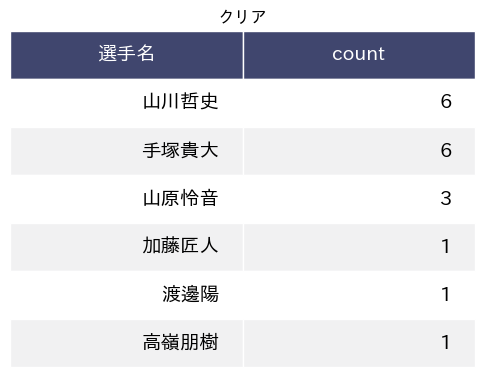 クリア
選手名 count
山川哲史 6
手塚貴大 6
山原怜音 3
加藤匠人 1
渡邊陽 1
高嶺朋樹 1